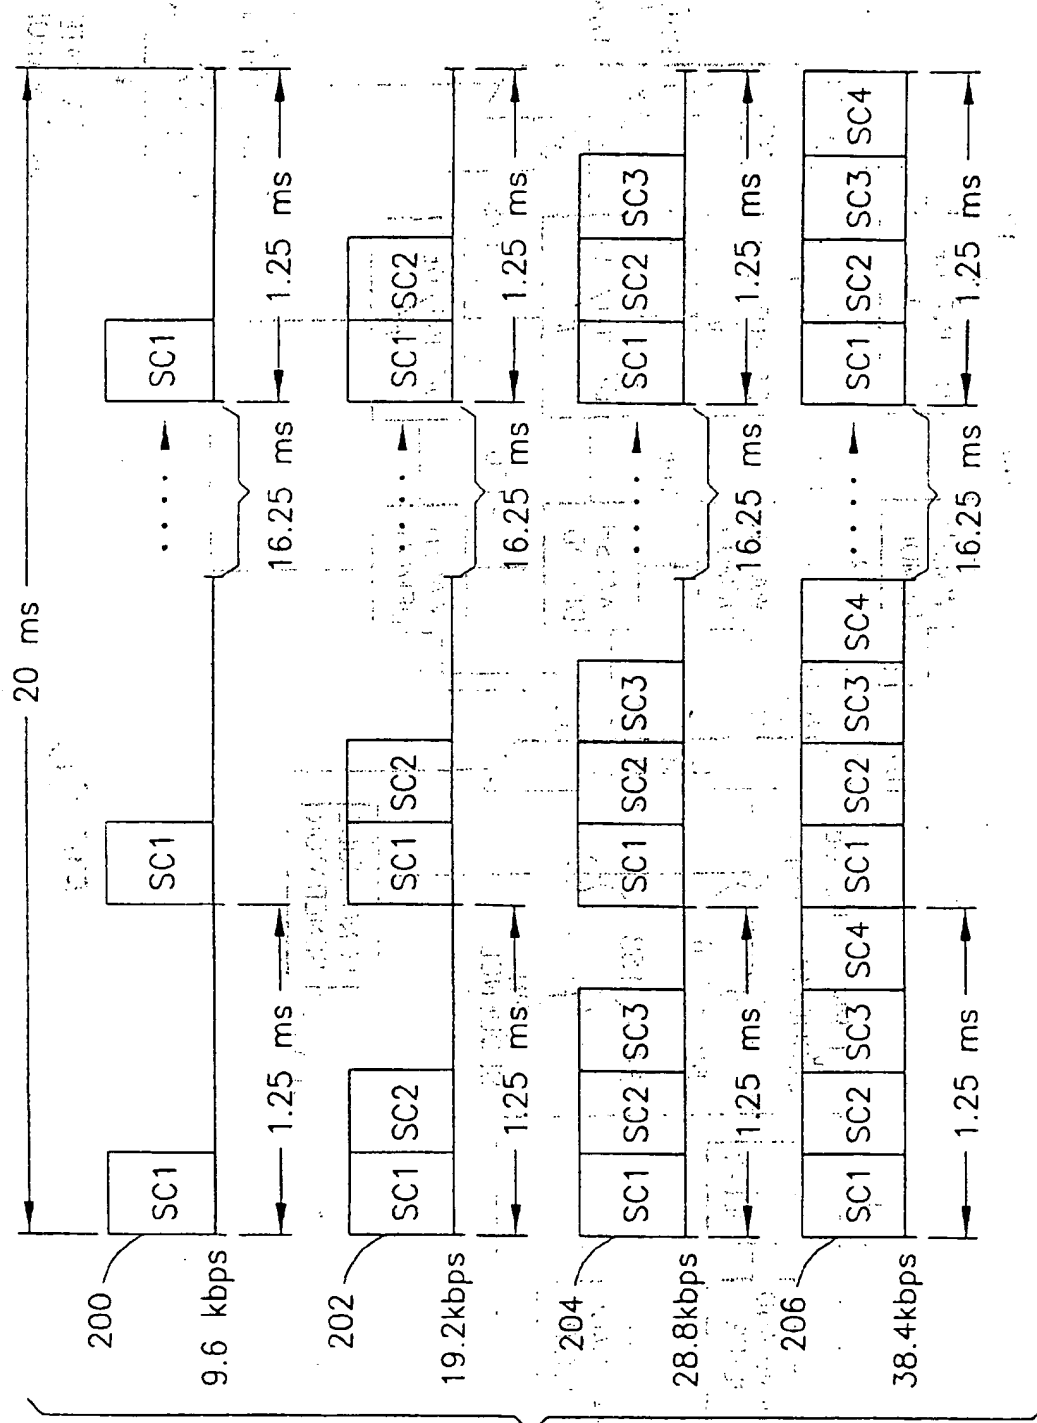 20 ms
200
SC1
SC1
. . . .
SC1
9.6 kbps
1.25 ms
16.25 ms
1.25 ms
202
SC1
SC2
SC1
SC2
. . . .
SC1
SC2
19.2kbps
1.25 ms
16.25 ms
1.25 ms
204
SC1
SC2
SC3
SC1
SC2
SC3
. . . .
SC1
SC2
SC3
28.8kbps
1.25 ms
16.25 ms
1.25 ms
206
SC1
SC2
SC3
SC4
SC1
SC2
SC3
SC4
. . . .
SC1
SC2
SC3
SC4
38.4kbps
1.25 ms
16.25 ms
1.25 ms